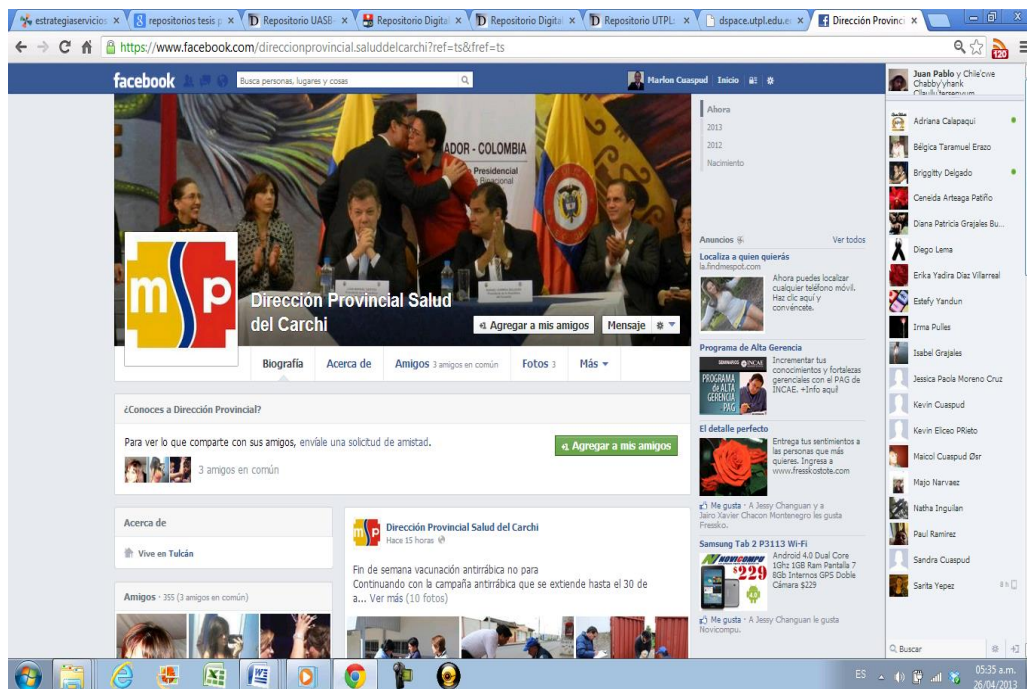 estrategiaservicios
repositorios tesis p
Repositorio UASB-
Repositorio Digital
Repositorio Digital
Repositorio UTPL:
dspace.utpl.edu.e
Dirección Provinci
https://www.facebook.com/direccionprovincial.saluddelcarchi?ref=ts&fref=ts
120
facebook
Busca personas, lugares y cosas
Marlon Cuaspud
Inicio
ADOR - COLOMBIA
Presidencial
Binacional
msp
Dirección Provincial Salud
del Carchi
+1 Agregar a mis amigos
Mensaje
Biografía
Acerca de
Amigos 3 amigos en común
Fotos 3
Más
¿Conoces a Dirección Provincial?
Para ver lo que comparte con sus amigos, envíale una solicitud de amistad.
+1 Agregar a mis amigos
3 amigos en común
Acerca de
Vive en Tulcán
Amigos · 355 (3 amigos en común)
msp
Dirección Provincial Salud del Carchi
Hace 15 horas
Fin de semana vacunación antirrábica no para
Continuando con la campaña antirrábica que se extiende hasta el 30 de
a... Ver más (10 fotos)
Ahora
2013
2012
Nacimiento
Anuncios
Ver todos
Localiza a quien quierás
la.findmespot.com
Ahora puedes localizar
cualquier teléfono móvil.
Haz clic aquí y
convéncete.
Programa de Alta Gerencia
SEMINARIOS INCAE
PROGRAMA
de ALTA
GERENCIA
PAG
Incrementar tus
conocimientos y fortalezas
gerenciales con el PAG de
INCAE. +Info aquí!
El detalle perfecto
Entrega tus sentimientos a
las personas que más
quieres. Ingresa a
www.fresskostote.com
Me gusta · A Jessy Changuan y a
Jairo Xavier Chacon Montenegro les gusta
Fressko.
Samsung Tab 2 P3113 Wi-Fi
NOVICOMPU
$229
4.0
Android 4.0 Dual Core
1Ghz 1GB Ram Pantalla 7
8Gb Internos GPS Doble
Cámara $229
Me gusta · A Jessy Changuan le gusta
Novicompu.
Juan Pablo y Chile'cwe
Chabby'yhank
Adriana Calapaqui
Bélgica Taramuel Erazo
Briggitty Delgado
Ceneida Arteaga Patiño
Diana Patricia Grajales Bu...
Diego Lema
Erika Yadira Diaz Villarreal
Estefy Yandun
Irma Pulles
Isabel Grajales
Jessica Paola Moreno Cruz
Kevin Cuaspud
Kevin Eliceo PRieto
Maicol Cuaspud Øsr
Majo Narvaez
Natha Inguilan
Paul Ramirez
Sandra Cuaspud
Sarita Yepez
8 h
Buscar
ES
05:35 a.m.
26/04/2013